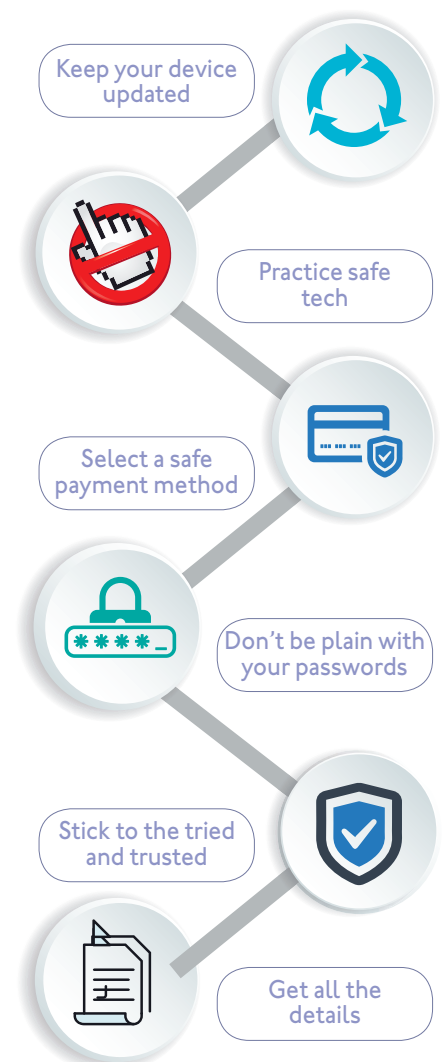 Keep your device
updated
Practice safe
tech
Select a safe
payment method
* * * * _
Don't be plain with
your passwords
Stick to the tried
and trusted
Get all the
details